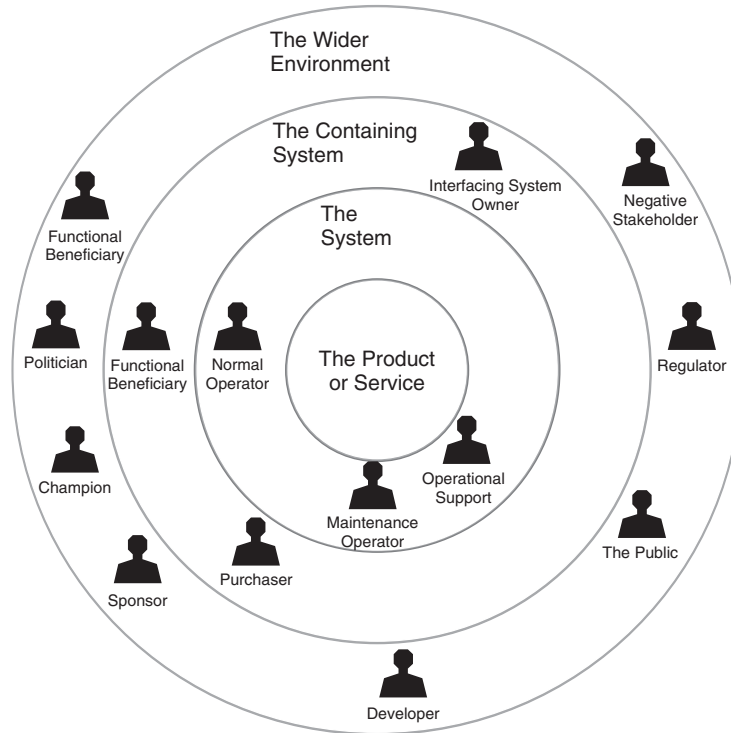 The Wider
Environment
The Containing
System
Interfacing System
Owner
Negative
Stakeholder
The
System
Functional
Beneficiary
Politician
Functional
Beneficiary
Normal
Operator
The Product
or Service
Regulator
Champion
Operational
Support
Maintenance
Operator
The Public
Purchaser
Sponsor
Developer